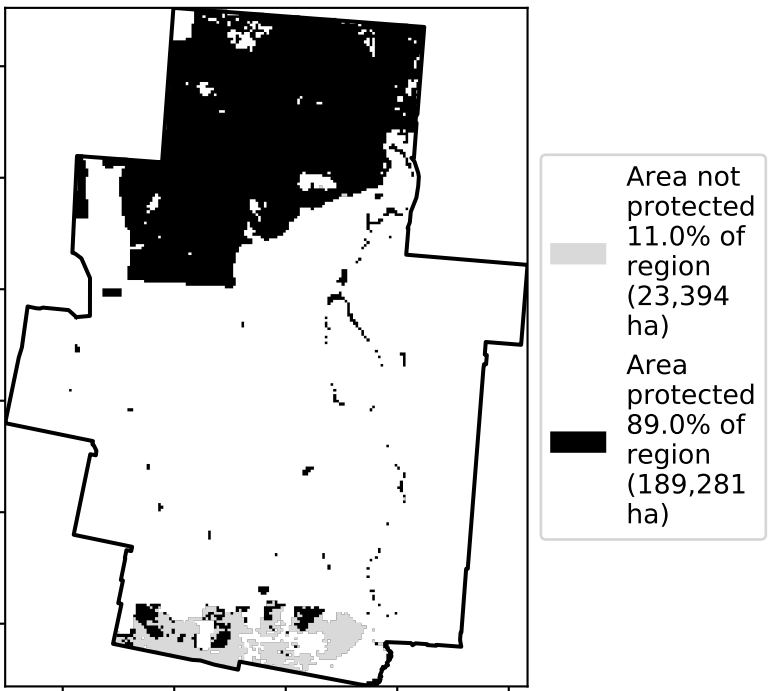 Area not
protected
11.0% of
region
(23,394
ha)
Area
protected
89.0% of
region
(189,281
ha)